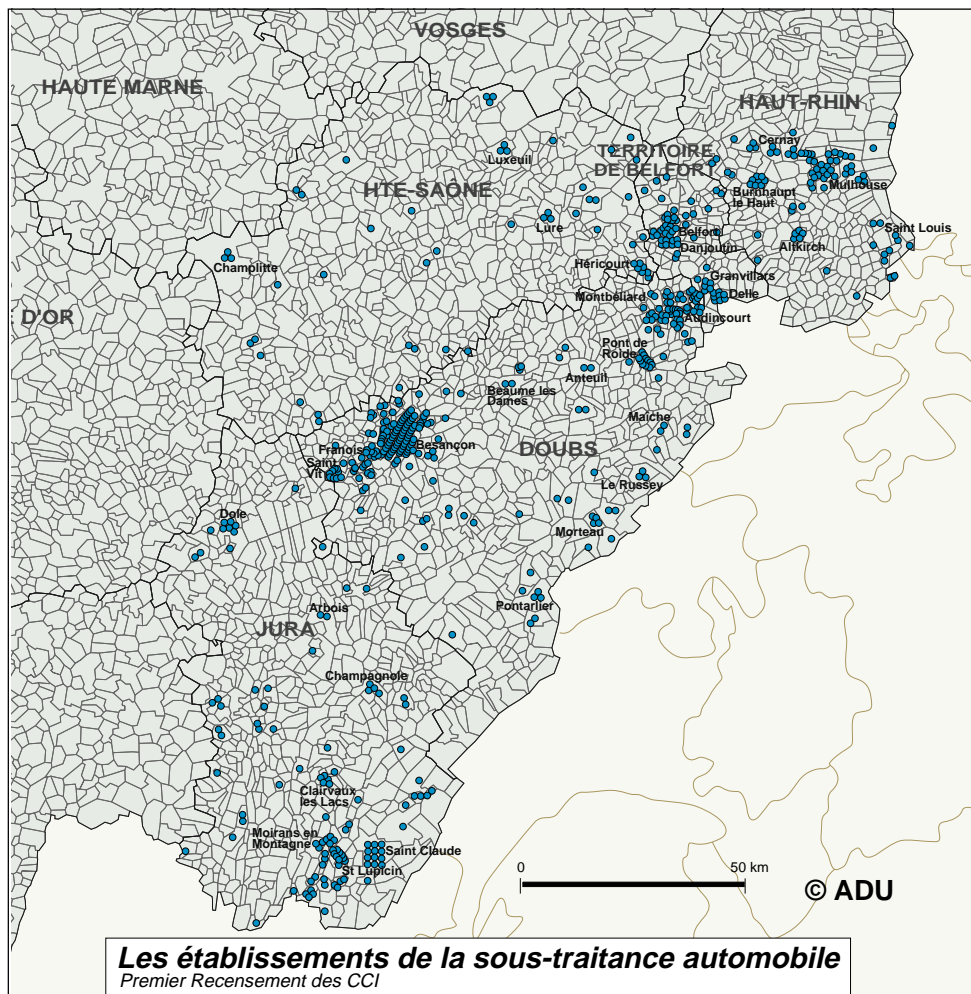 VOSGES
HAUTE MARNE
HAUT-RHIN
Cernay
Luxeuil
TERRITOIRE
DE BELFORT
HTE-SAÔNE
Mulhouse
Burnhaupt
le Haut
Lure
Saint Louis
Belfort
Altkirch
Danjoutin
Champlitte
Héricourt
Granvillars
Montbéliard
Delle
D'OR
Audincourt
Pont de
Roide
Anteuil
Beaume les
Dames
Maîche
Besançon
Franois
DOUBS
Saint
Vit
Le Russey
Dole
Morteau
Arbois
Pontarlier
JURA
Champagnole
Clairvaux
les Lacs
Moirans en
Montagne
Saint Claude
St Lupicin
0
50 km
© ADU
Les établissements de la sous-traitance automobile
Premier Recensement des CCI